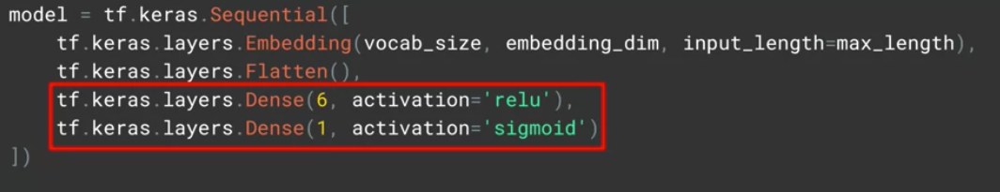 model = tf.keras.Sequential([
    tf.keras.layers.Embedding(vocab_size, embedding_dim, input_length=max_length),
    tf.keras.layers.Flatten(),
    tf.keras.layers.Dense(6, activation='relu'),
    tf.keras.layers.Dense(1, activation='sigmoid')
])